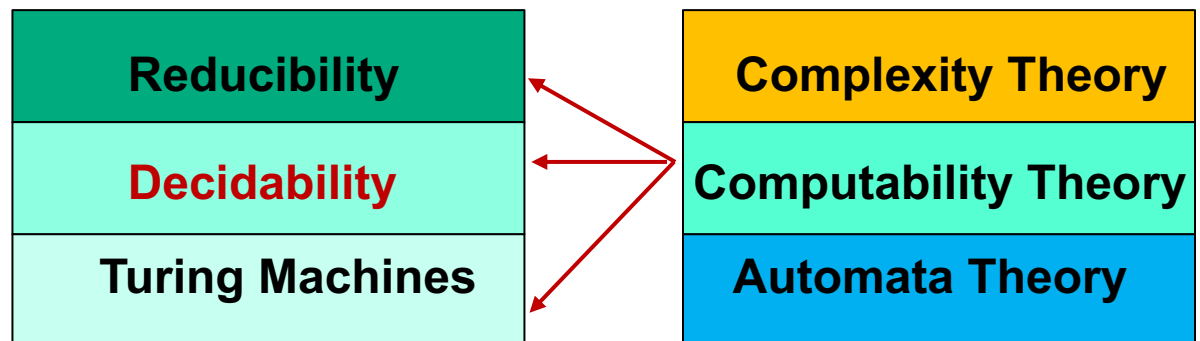 Reducibility
Decidability
Turing Machines
Complexity Theory
Computability Theory
Automata Theory